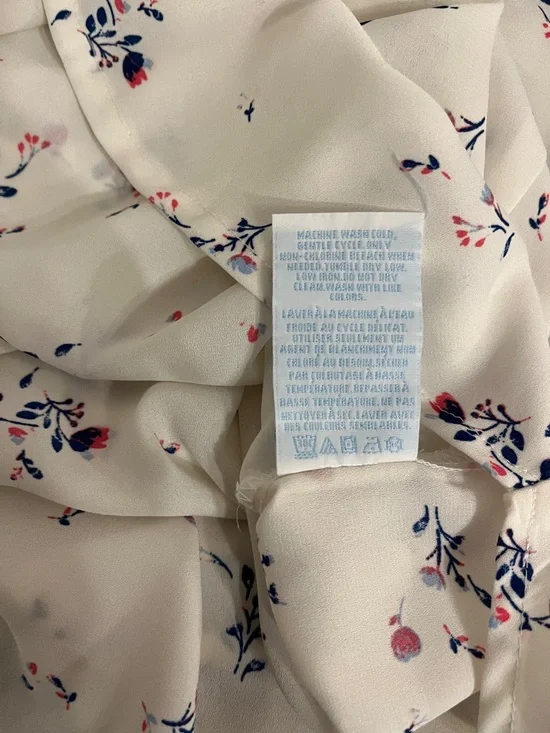 MACHINE WASH COLD,
GENTLE CYCLE.ONLY
NON-CHLORINE BLEACH WHEN
NEEDED.TUMBLE DRY LOW.
LOW IRON.DO NOT DRY
CLEAN.WASH WITH LIKE
COLORS.
LAVER À LA MACHINE À L'EAU
FROIDE AU CYCLE DÉLICAT.
UTILISER SEULEMENT UN
AGENT DE BLANCHIMENT NON
CHLORÉ AU BESOIN.SÉCHER
PAR CULBUTAGE À BASSE
TEMPÉRATURE.REPASSER À
BASSE TEMPÉRATURE.NE PAS
NETTOYER À SEC.LAVER AVEC
DES COULEURS SEMBLABLES.